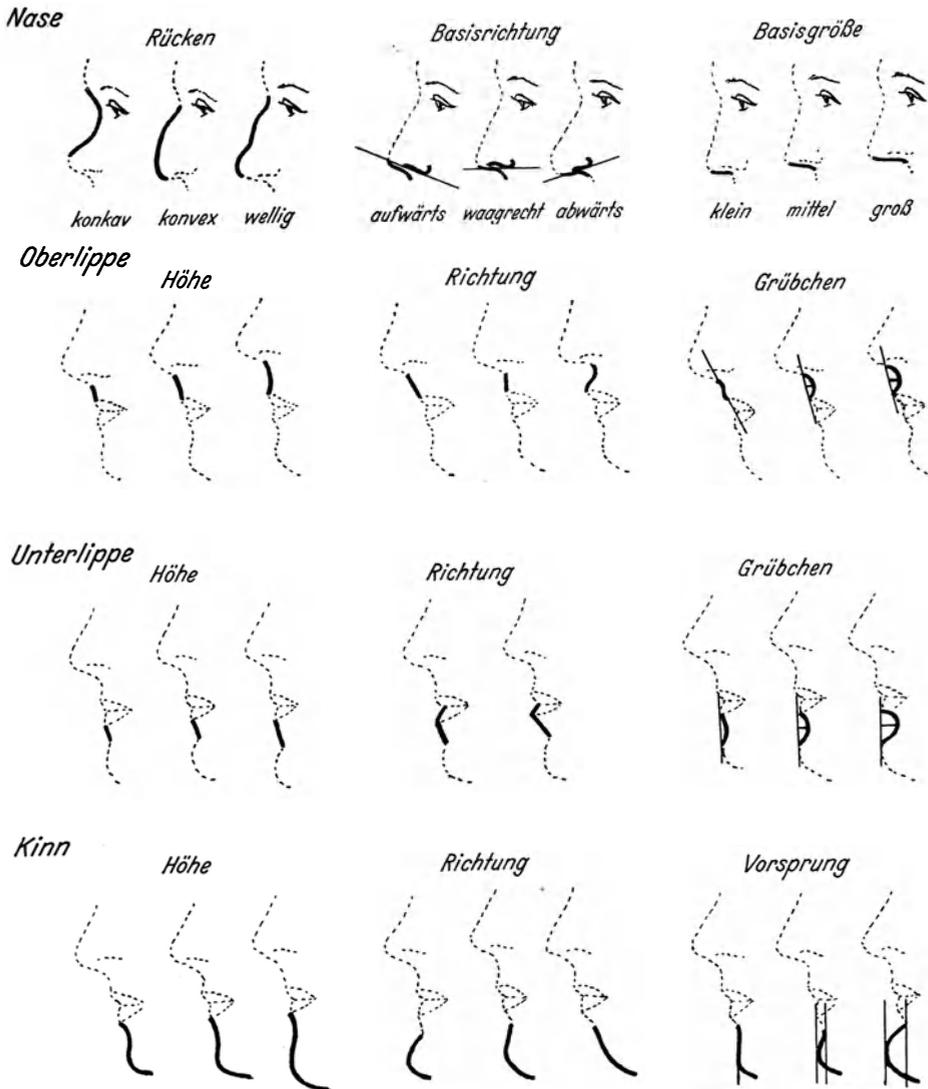 Nase
Rücken Basisrichtung Basisgröße
konkav konvex wellig aufwärts waagrecht abwärts klein mittel groß
Oberlippe
Höhe Richtung Grübchen
Unterlippe
Höhe Richtung Grübchen
Kinn
Höhe Richtung Vorsprung